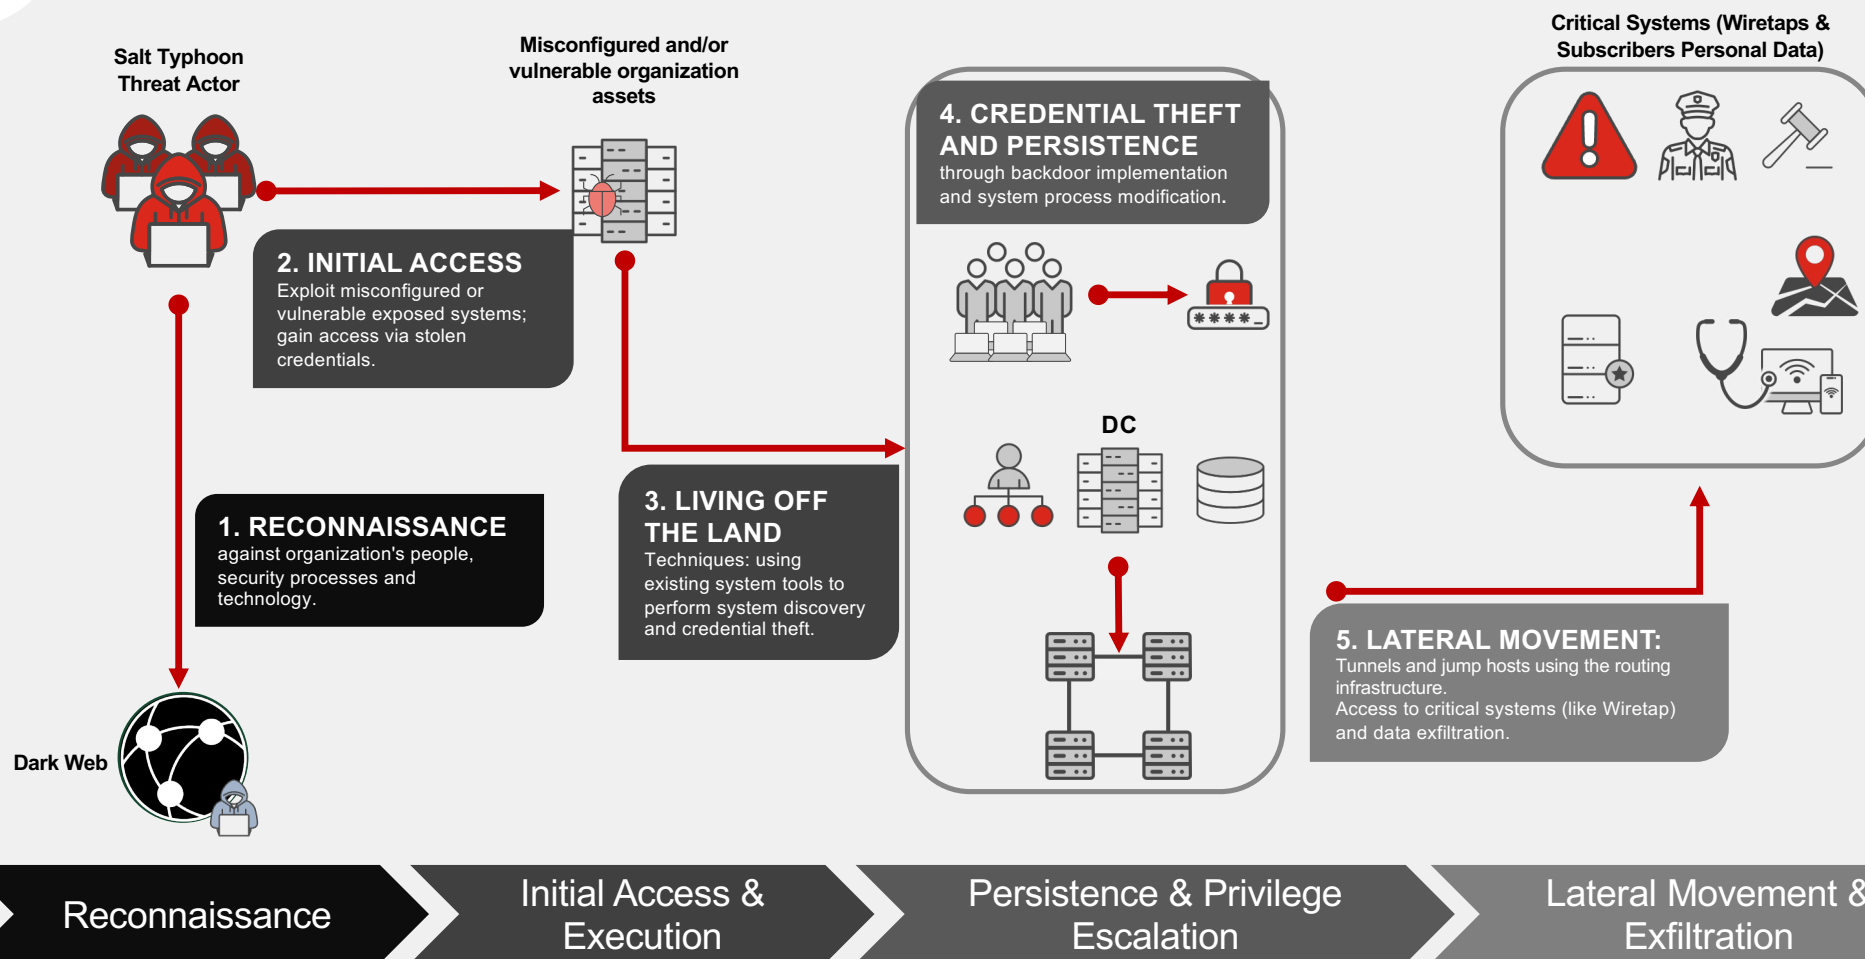 Salt Typhoon
Threat Actor
Misconfigured and/or
vulnerable organization
assets
Critical Systems (Wiretaps &
Subscribers Personal Data)
2. INITIAL ACCESS
Exploit misconfigured or
vulnerable exposed systems;
gain access via stolen
credentials.
1. RECONNAISSANCE
against organization's people,
security processes and
technology.
Dark Web
3. LIVING OFF
THE LAND
Techniques: using
existing system tools to
perform system discovery
and credential theft.
4. CREDENTIAL THEFT
AND PERSISTENCE
through backdoor implementation
and system process modification.
****_
DC
5. LATERAL MOVEMENT:
Tunnels and jump hosts using the routing
infrastructure.
Access to critical systems (like Wiretap)
and data exfiltration.
Reconnaissance
Initial Access &
Execution
Persistence & Privilege
Escalation
Lateral Movement &
Exfiltration